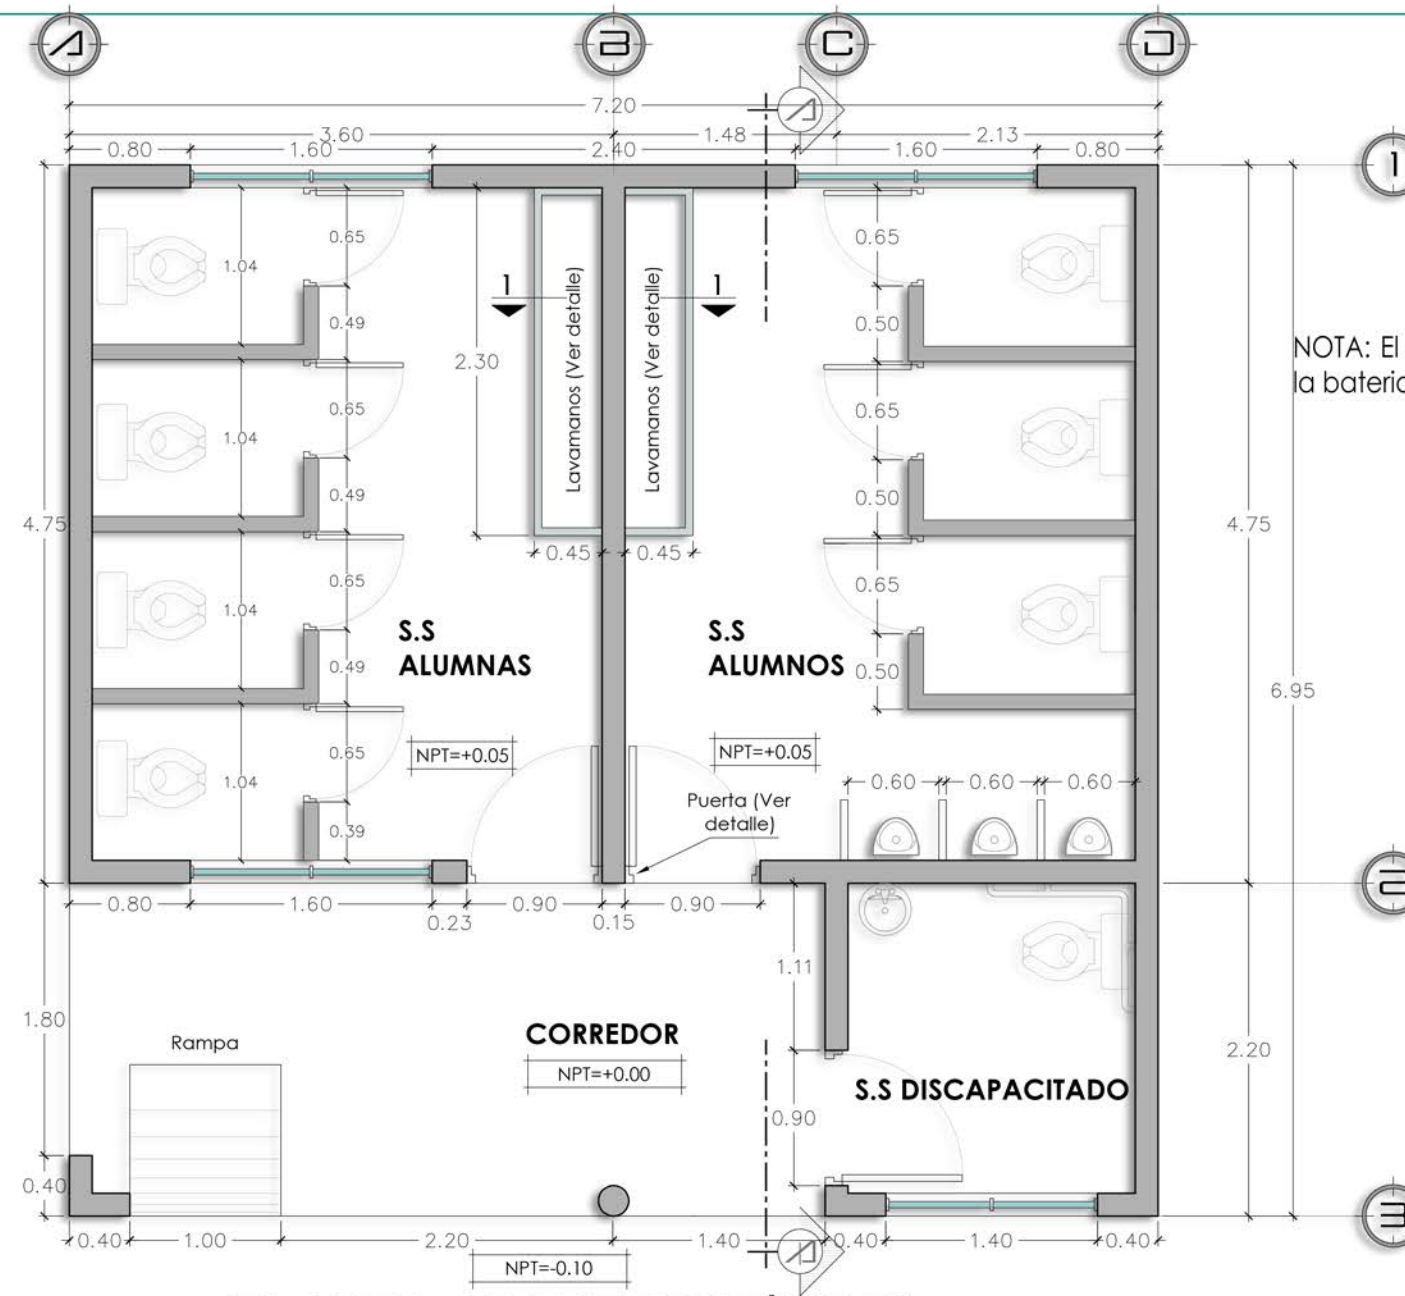 A B C D
7.20
3.60 1.48 2.13
0.80 1.60 2.40 1.60 0.80
A
1
0.65 0.65
1.04
1 1
0.49 0.50
Lavamanos (Ver detalle)
Lavamanos (Ver detalle)
NOTA: El
la bateri
2.30
0.65 0.65
1.04
0.49 0.50
4.75 4.75
0.45 0.45
0.65 0.65
1.04
S.S
ALUMNAS
S.S
ALUMNOS
0.49 0.50
6.95
NPT=+0.05
NPT=+0.05
0.65
1.04
0.60 0.60 0.60
Puerta (Ver
detalle)
0.39
2
0.80 1.60 0.23 0.90 0.15 0.90
1.11
1.80
CORREDOR
NPT=+0.00
Rampa
2.20
S.S DISCAPACITADO
0.90
0.40
3
0.40 1.00 2.20 1.40 0.40 1.40 0.40
A
NPT=-0.10